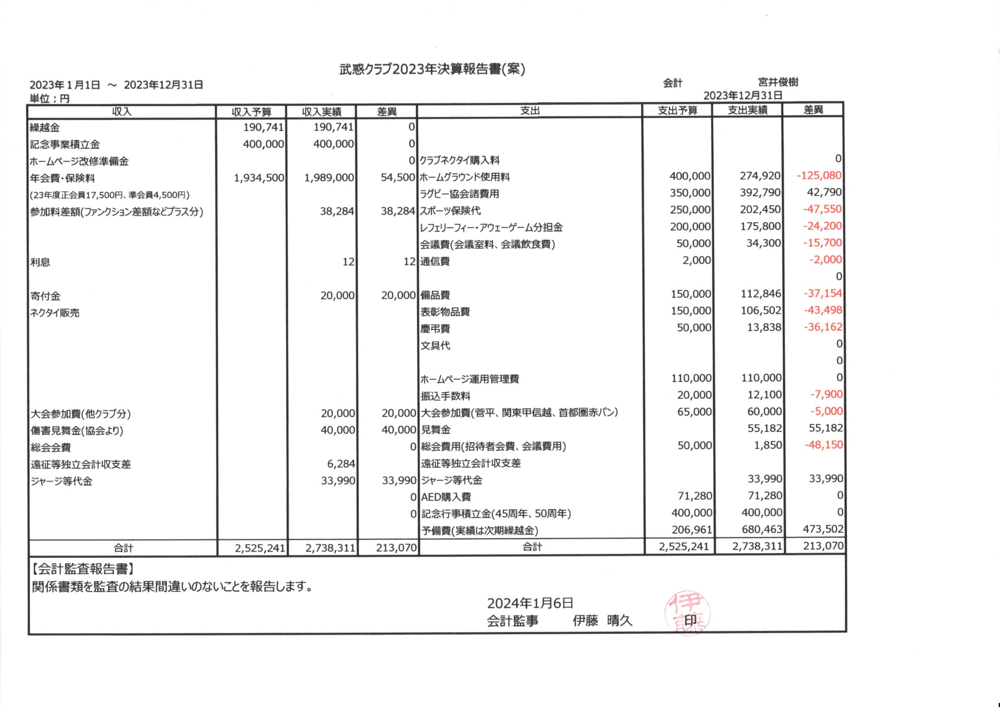 武惑クラブ2023年決算報告書(案)
2023年1月1日 ～ 2023年12月31日 会計 宮井俊樹
単位：円 2023年12月31日
収入 収入予算 収入実績 差異 支出 支出予算 支出実績 差異
繰越金 190,741 190,741 0
記念事業積立金 400,000 400,000 0
ホームページ改修準備金 0 クラブネクタイ購入料 0
年会費・保険料 1,934,500 1,989,000 54,500 ホームグラウンド使用料 400,000 274,920 -125,080
(23年度正会員17,500円、準会員4,500円) ラグビー協会諸費用 350,000 392,790 42,790
参加料差額(ファンクション差額などプラス分) 38,284 38,284 スポーツ保険代 250,000 202,450 -47,550
レフェリーフィー・アウェーゲーム分担金 200,000 175,800 -24,200
会議費(会議室料、会議飲食費) 50,000 34,300 -15,700
利息 12 12 通信費 2,000 -2,000
0
寄付金 20,000 20,000 備品費 150,000 112,846 -37,154
ネクタイ販売 表彰物品費 150,000 106,502 -43,498
慶弔費 50,000 13,838 -36,162
文具代 0
0
ホームページ運用管理費 110,000 110,000 0
振込手数料 20,000 12,100 -7,900
大会参加費(他クラブ分) 20,000 20,000 大会参加費(菅平、関東甲信越、首都圏赤パン) 65,000 60,000 -5,000
傷害見舞金(協会より) 40,000 40,000 見舞金 55,182 55,182
総会会費 0 総会費用(招待者会費、会議費用) 50,000 1,850 -48,150
遠征等独立会計収支差 6,284 遠征等独立会計収支差
ジャージ等代金 33,990 33,990 ジャージ等代金 33,990 33,990
0 AED購入費 71,280 71,280 0
0 記念行事積立金(45周年、50周年) 400,000 400,000 0
予備費(実績は次期繰越金) 206,961 680,463 473,502
合計 2,525,241 2,738,311 213,070 合計 2,525,241 2,738,311 213,070
【会計監査報告書】
関係書類を監査の結果間違いのないことを報告します。
2024年1月6日
会計監事 伊藤 晴久 印
伊藤